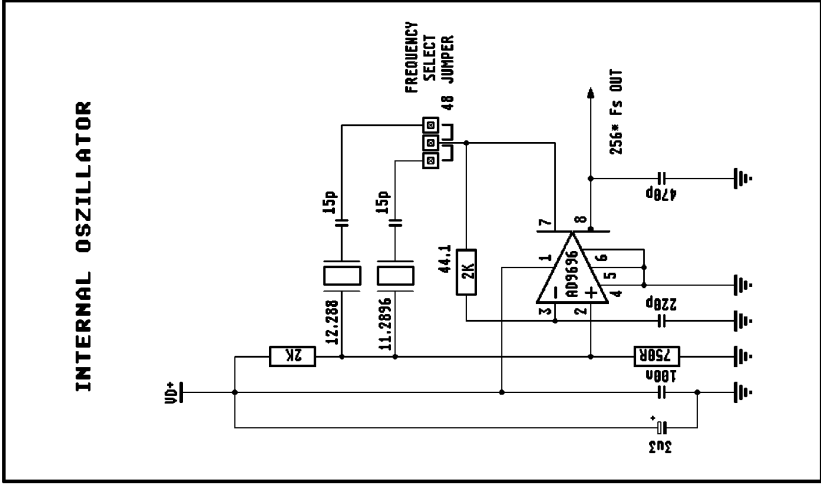 INTERNAL OSZILLATOR
FREQUENCY
SELECT
JUMPER
48
44.1
15p
15p
12.288
11.2896
2K
2K
VD+
256* Fs OUT
7
8
1
6
5
4
3
2
-
+
AD9696
470p
220p
750R
100n
+
3u3